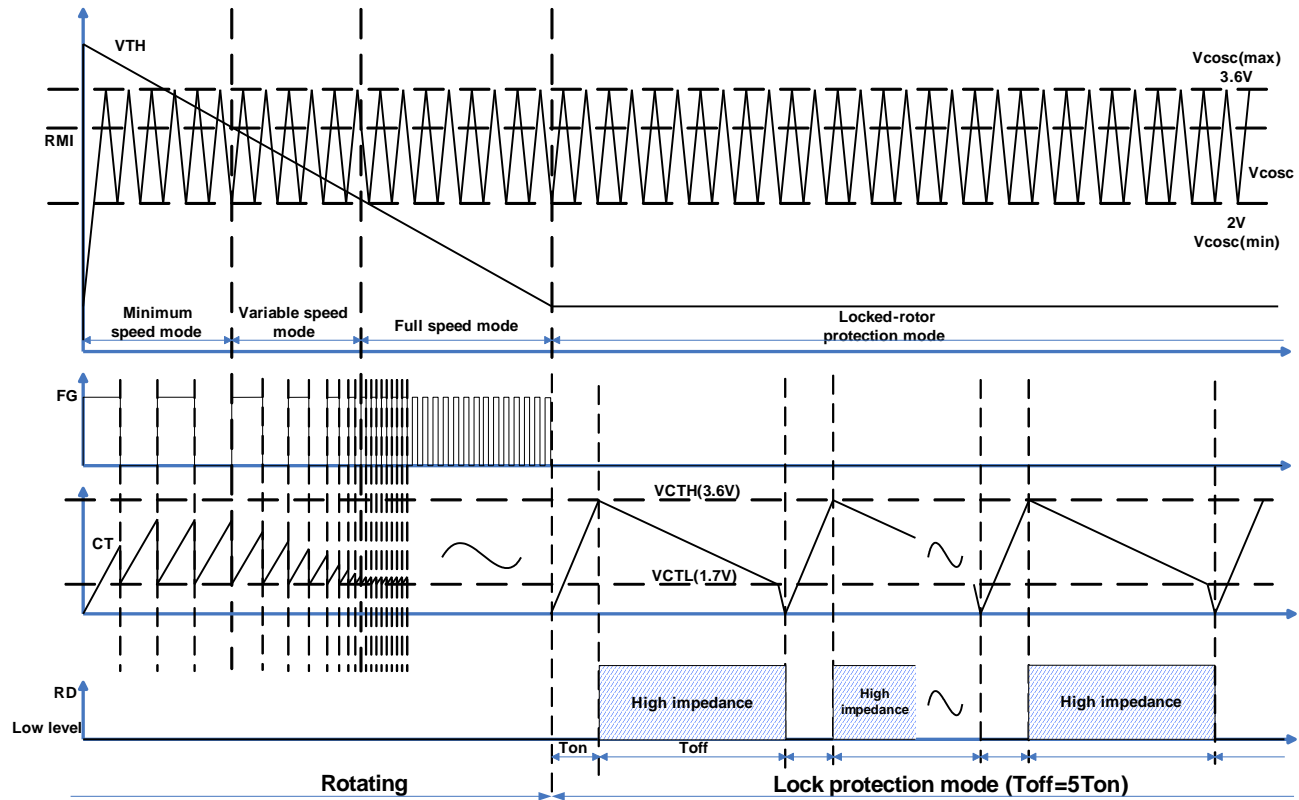 VTH
Vcosc(max)
3.6V
RMI
Vcosc
2V
Vcosc(min)
Minimum
speed mode
Variable speed
mode
Full speed mode
Locked-rotor
protection mode
FG
VCTH(3.6V)
CT
VCTL(1.7V)
RD
High impedance
High
impedance
High impedance
Low level
Ton
Toff
Rotating
Lock protection mode (Toff=5Ton)